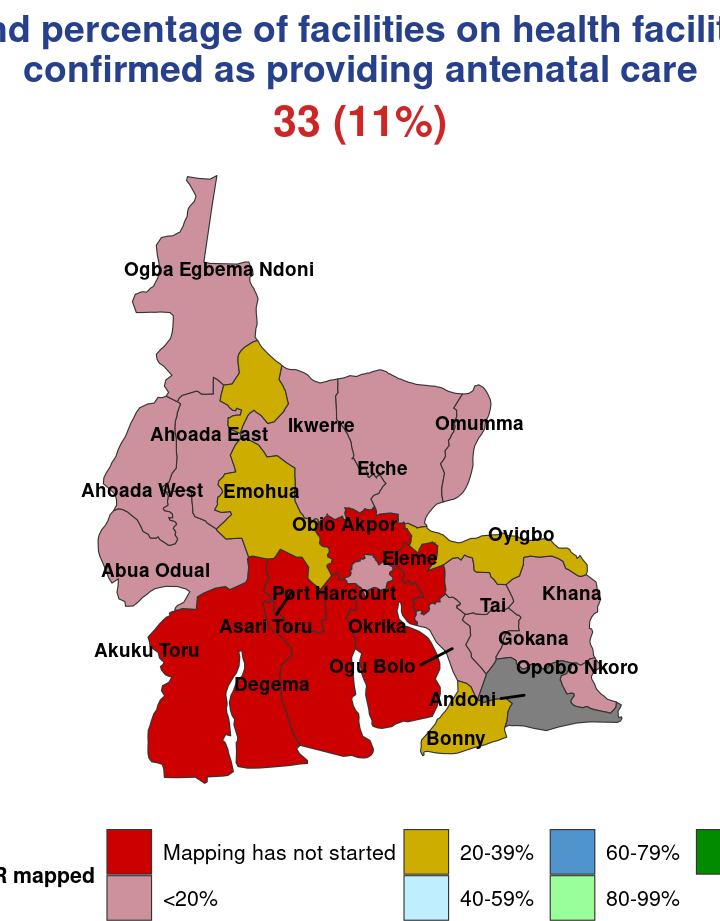 nd percentage of facilities on health facilit
confirmed as providing antenatal care
33 (11%)
Ogba Egbema Ndoni
Omumma
Ikwerre
Ahoada East
Etche
Ahoada West
Emohua
Obio Akpor
Oyigbo
Eleme
Abua Odual
Port Harcourt
Khana
Tai
Asari Toru
Okrika
Gokana
Akuku Toru
Ogu Bolo
Opobo Nkoro
Degema
Andoni
Bonny
Mapping has not started
20-39%
60-79%
R mapped
<20%
40-59%
80-99%